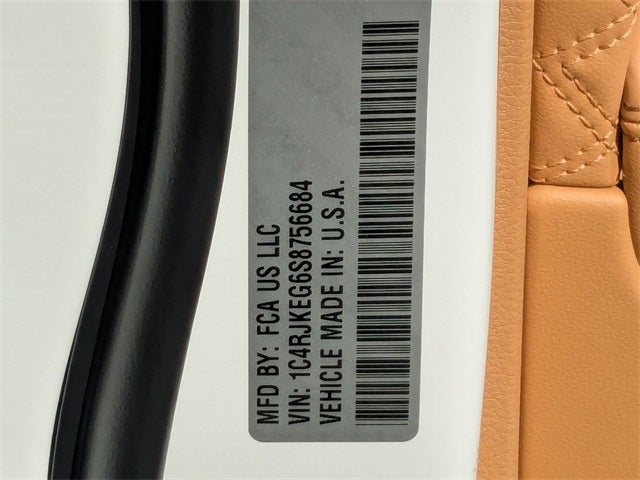 MFD BY: FCA US LLC
VIN: 1C4RJKEG6S8756684
VEHICLE MADE IN: U.S.A.